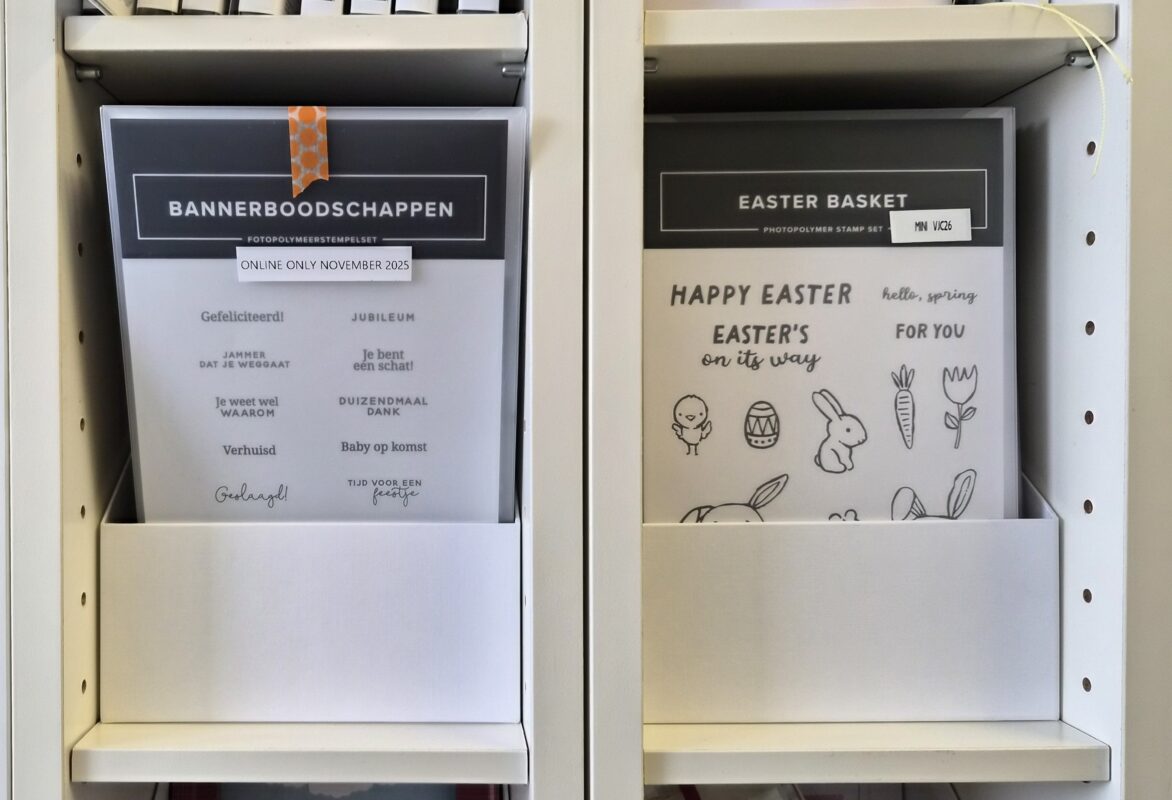 BANNERBOODSCHAPPEN
FOTOPOLYMEERSTEMPELSET
ONLINE ONLY NOVEMBER 2025
Gefeliciteerd!
JUBILEUM
JAMMER
DAT JE WEGGAAT
Je bent
een schat!
Je weet wel
WAAROM
DUIZENDMAAL
DANK
Verhuisd
Baby op komst
Geslaagd!
TIJD VOOR EEN
feestje
EASTER BASKET
PHOTOPOLYMER STAMP SET
MINI VJC26
HAPPY EASTER
hello, spring
EASTER'S
on its way
FOR YOU